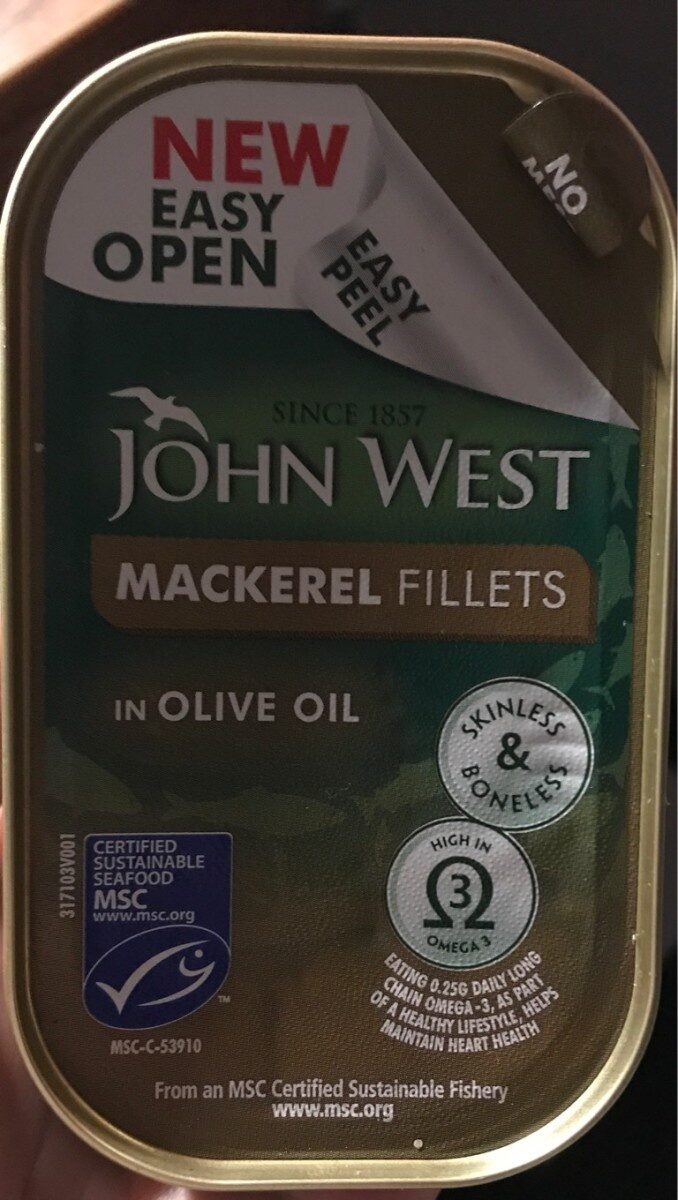 NEW
EASY
OPEN
EASY
PEEL
NO
SINCE 1857
JOHN WEST
MACKEREL FILLETS
IN OLIVE OIL
SKINLESS
&
BONELESS
HIGH IN
3
OMEGA 3
EATING 0.25G DAILY LONG
CHAIN OMEGA-3, AS PART
OF A HEALTHY LIFESTYLE, HELPS
MAINTAIN HEART HEALTH
317103V001
CERTIFIED
SUSTAINABLE
SEAFOOD
MSC
www.msc.org
TM
MSC-C-53910
From an MSC Certified Sustainable Fishery
www.msc.org